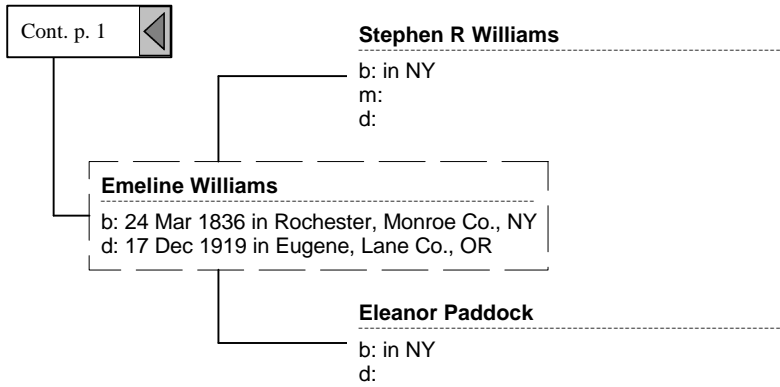 Cont. p. 1
Stephen R Williams
b: in NY
m:
d:
Emeline Williams
b: 24 Mar 1836 in Rochester, Monroe Co., NY
d: 17 Dec 1919 in Eugene, Lane Co., OR
Eleanor Paddock
b: in NY
d: